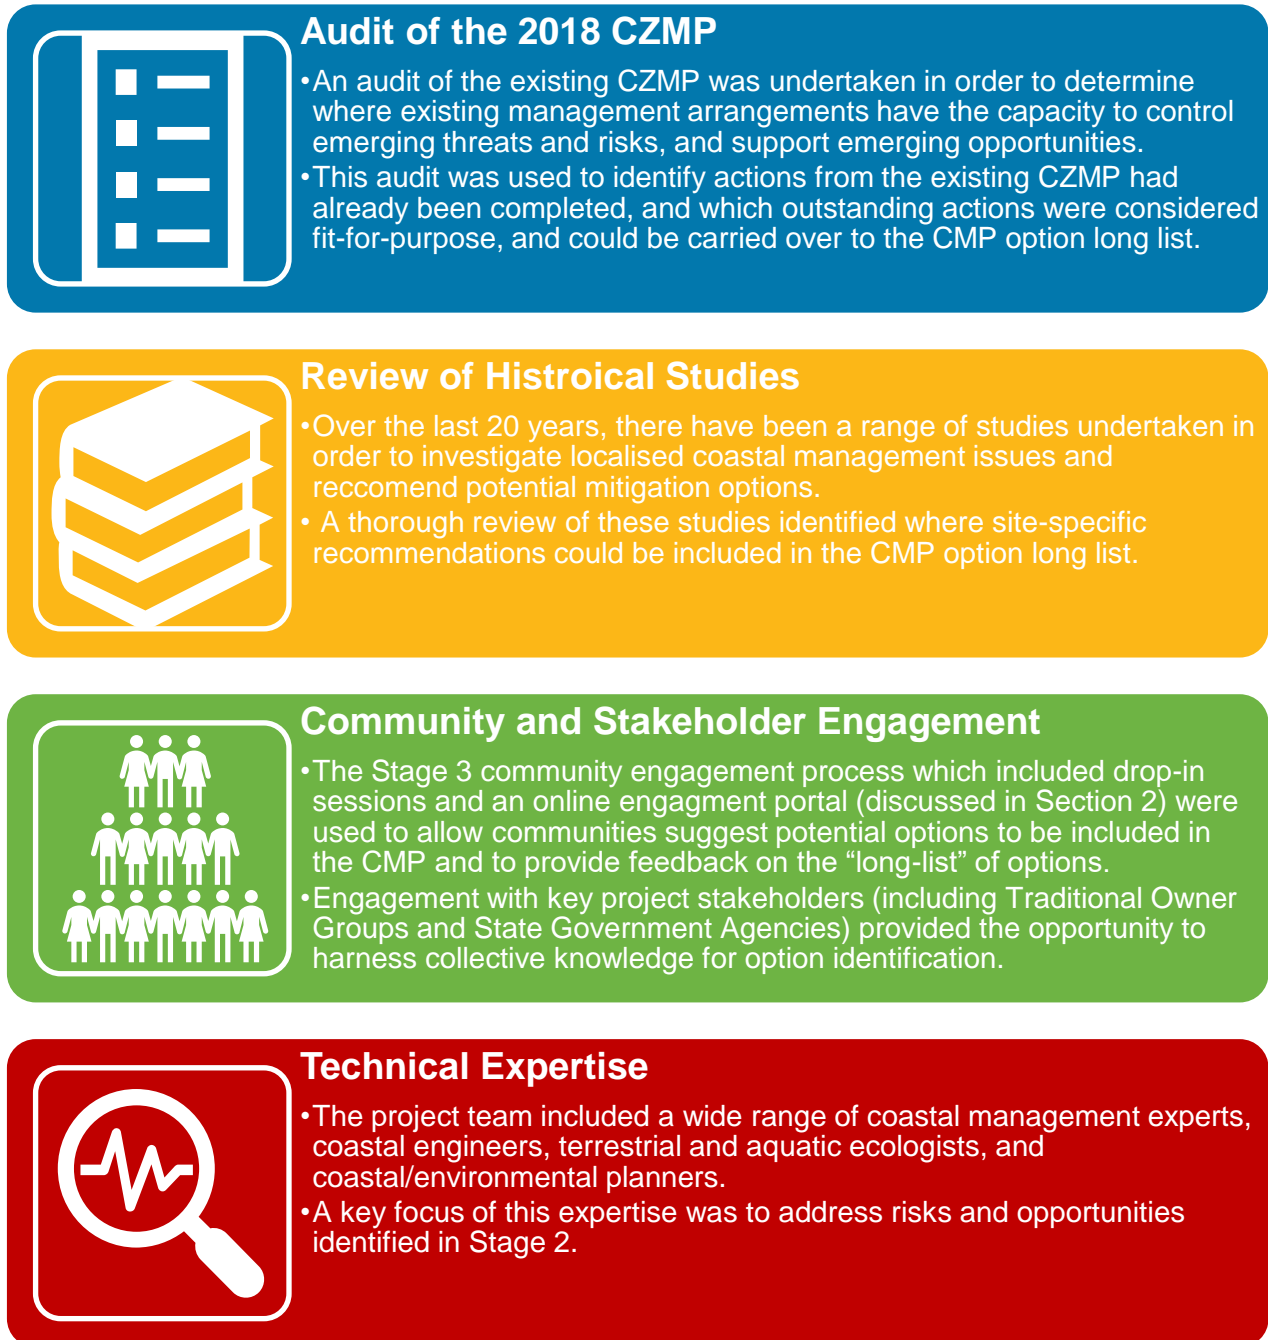 Audit of the 2018 CZMP
•An audit of the existing CZMP was undertaken in order to determine
where existing management arrangements have the capacity to control
emerging threats and risks, and support emerging opportunities.
•This audit was used to identify actions from the existing CZMP had
already been completed, and which outstanding actions were considered
fit-for-purpose, and could be carried over to the CMP option long list.
Review of Histroical Studies
•Over the last 20 years, there have been a range of studies undertaken in
order to investigate localised coastal management issues and
reccomend potential mitigation options.
• A thorough review of these studies identified where site-specific
recommendations could be included in the CMP option long list.
Community and Stakeholder Engagement
•The Stage 3 community engagement process which included drop-in
sessions and an online engagment portal (discussed in Section 2) were
used to allow communities suggest potential options to be included in
the CMP and to provide feedback on the “long-list” of options.
•Engagement with key project stakeholders (including Traditional Owner
Groups and State Government Agencies) provided the opportunity to
harness collective knowledge for option identification.
Technical Expertise
•The project team included a wide range of coastal management experts,
coastal engineers, terrestrial and aquatic ecologists, and
coastal/environmental planners.
•A key focus of this expertise was to address risks and opportunities
identified in Stage 2.